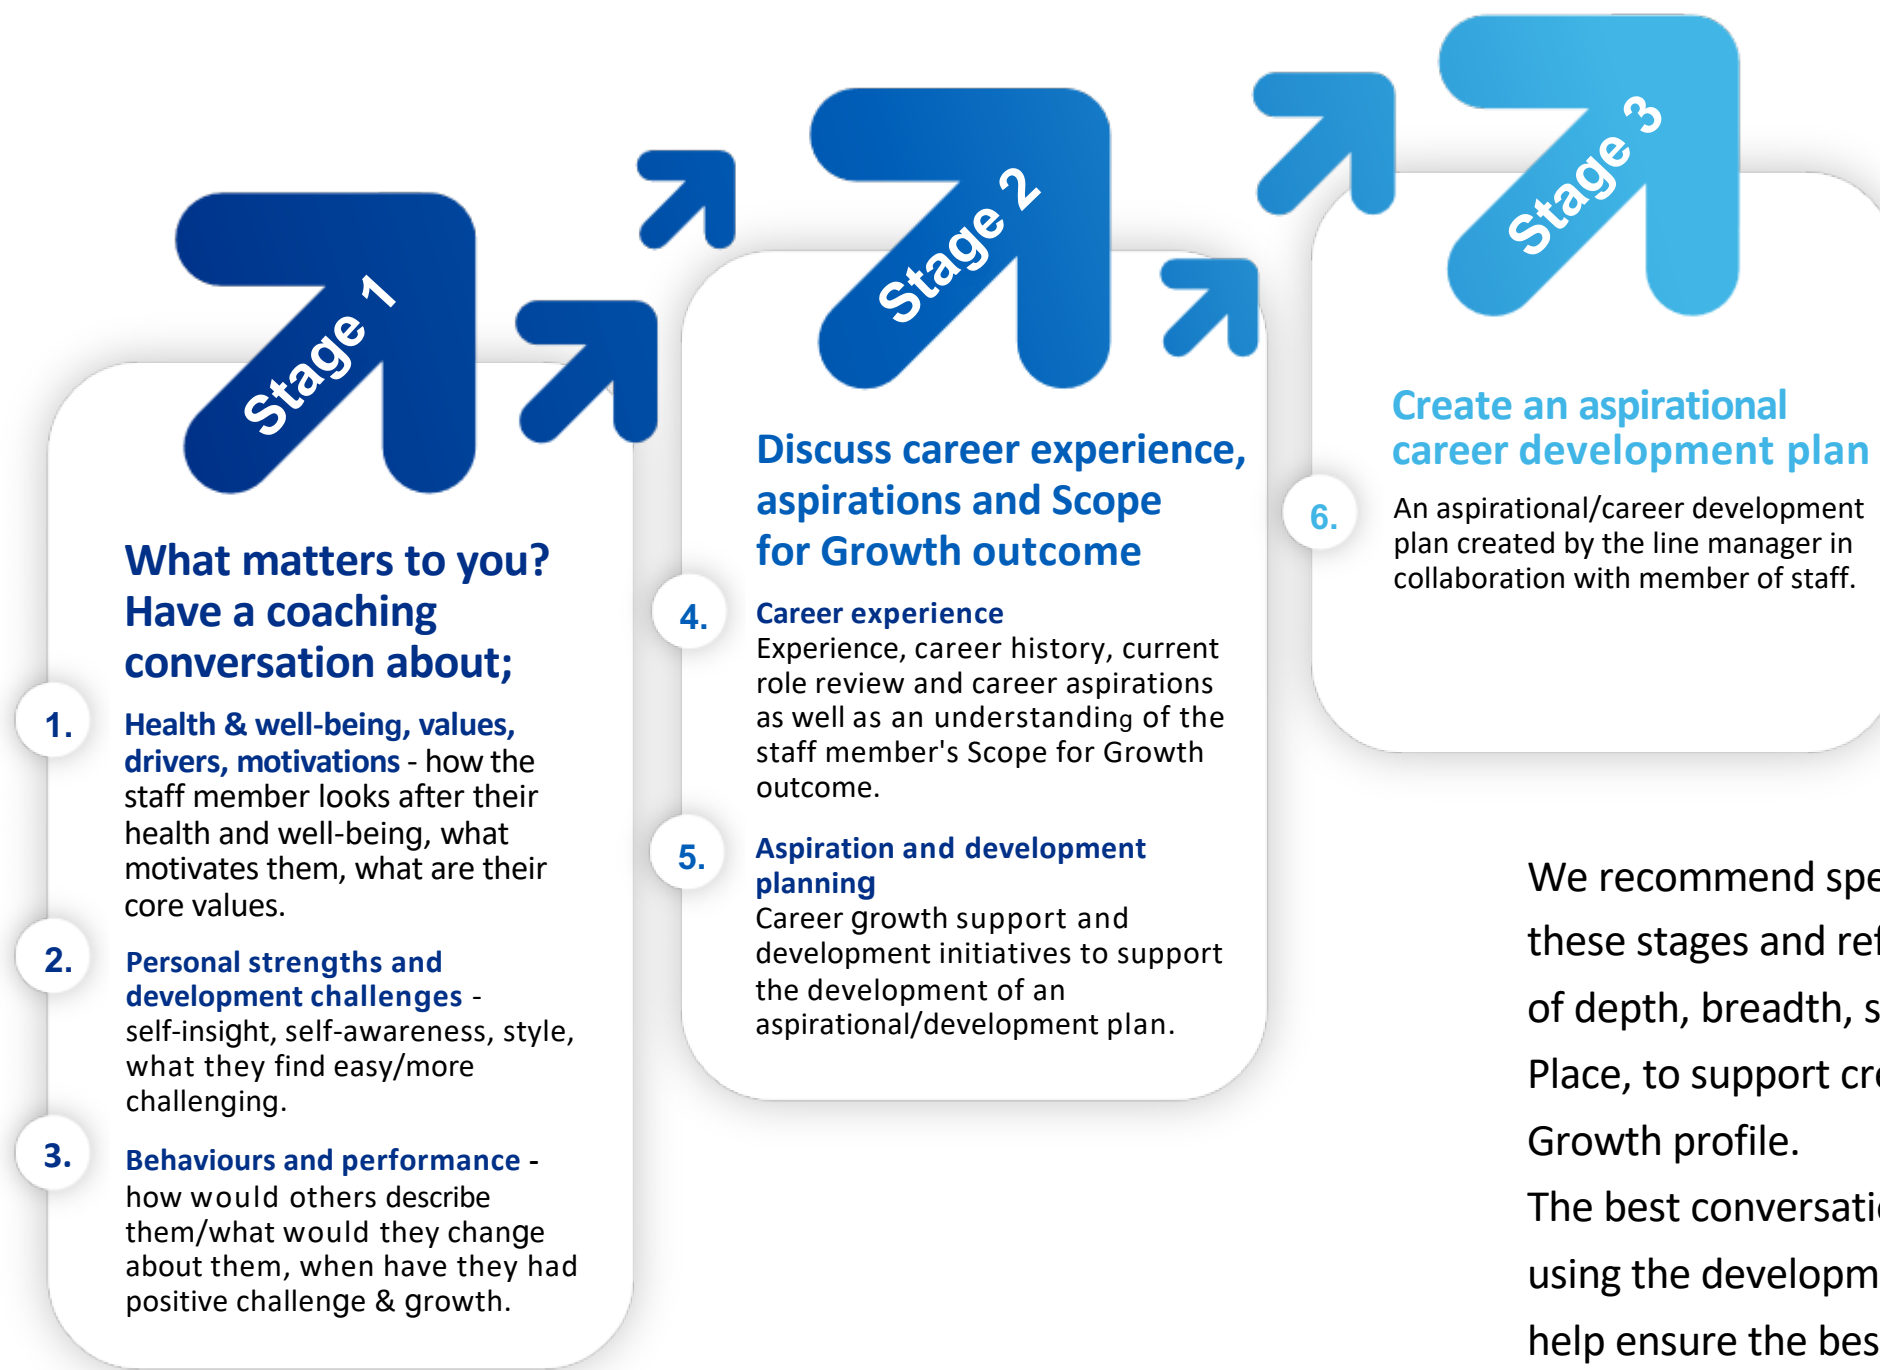 Stage 1
What matters to you?
Have a coaching
conversation about;
1.
Health & well-being, values,
drivers, motivations - how the
staff member looks after their
health and well-being, what
motivates them, what are their
core values.
2.
Personal strengths and
development challenges -
self-insight, self-awareness, style,
what they find easy/more
challenging.
3.
Behaviours and performance -
how would others describe
them/what would they change
about them, when have they had
positive challenge & growth.
Stage 2
Discuss career experience,
aspirations and Scope
for Growth outcome
4.
Career experience
Experience, career history, current
role review and career aspirations
as well as an understanding of the
staff member's Scope for Growth
outcome.
5.
Aspiration and development
planning
Career growth support and
development initiatives to support
the development of an
aspirational/development plan.
Stage 3
Create an aspirational
career development plan
6.
An aspirational/career development
plan created by the line manager in
collaboration with member of staff.
We recommend
these stages and
of depth, breadth,
Place, to support
Growth profile.
The best
using the
help ensure the